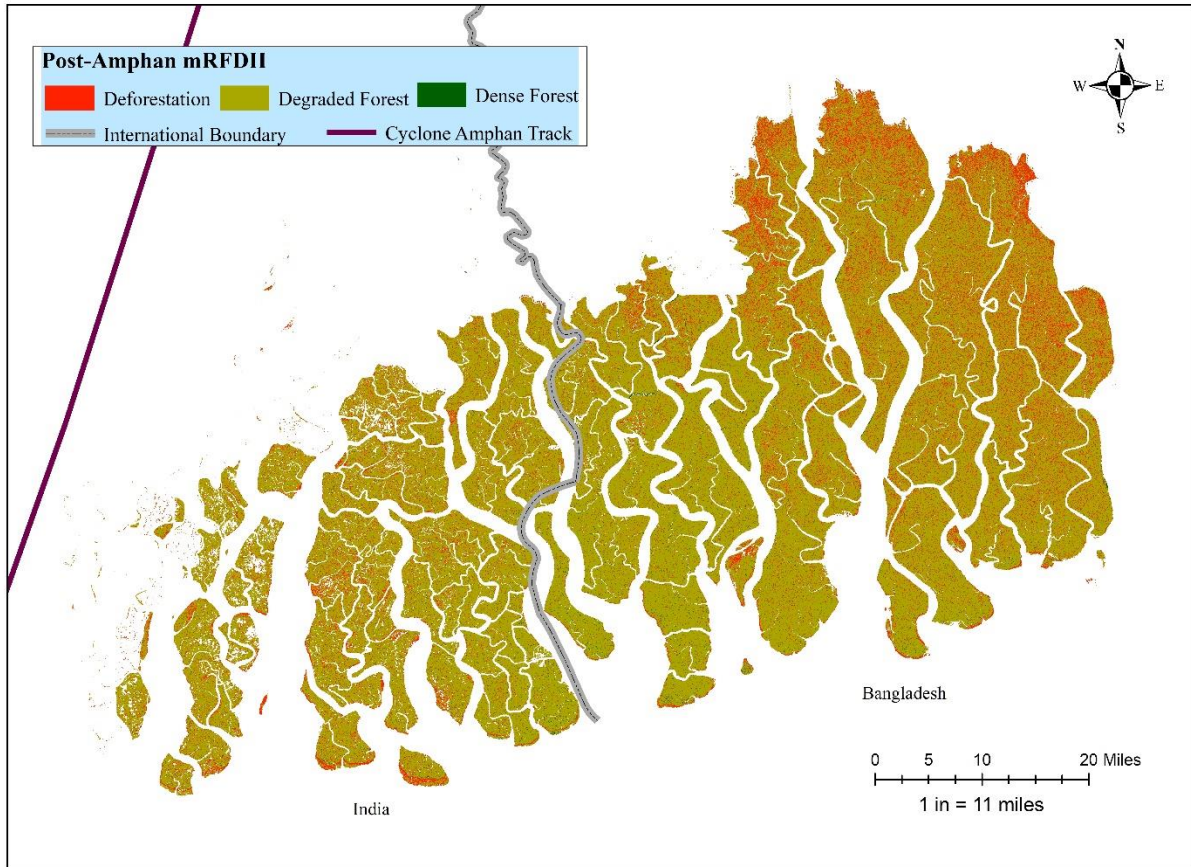 Post-Amphan mRFDII
Deforestation Degraded Forest Dense Forest
International Boundary Cyclone Amphan Track
N
W E
S
Bangladesh
India
0 5 10 20 Miles
1 in = 11 miles